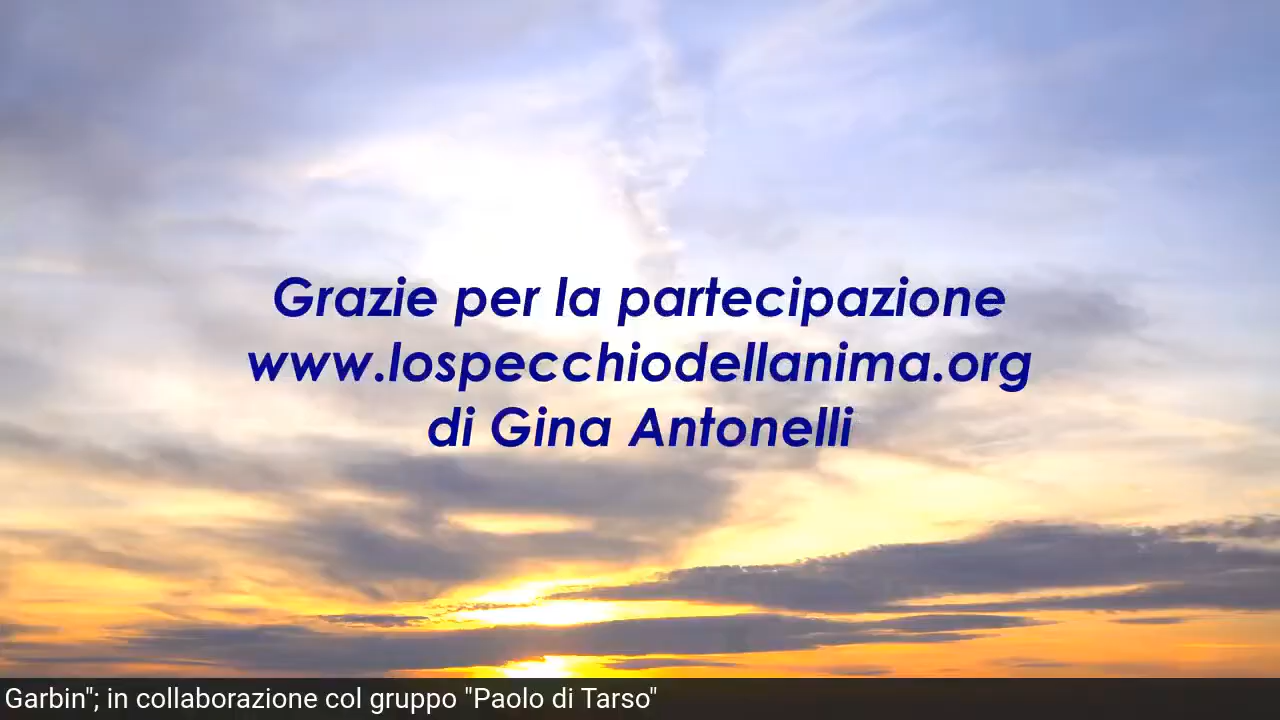 Grazie per la partecipazione
www.lospecchiodellanima.org
di Gina Antonelli
Garbin"; in collaborazione col gruppo "Paolo di Tarso"